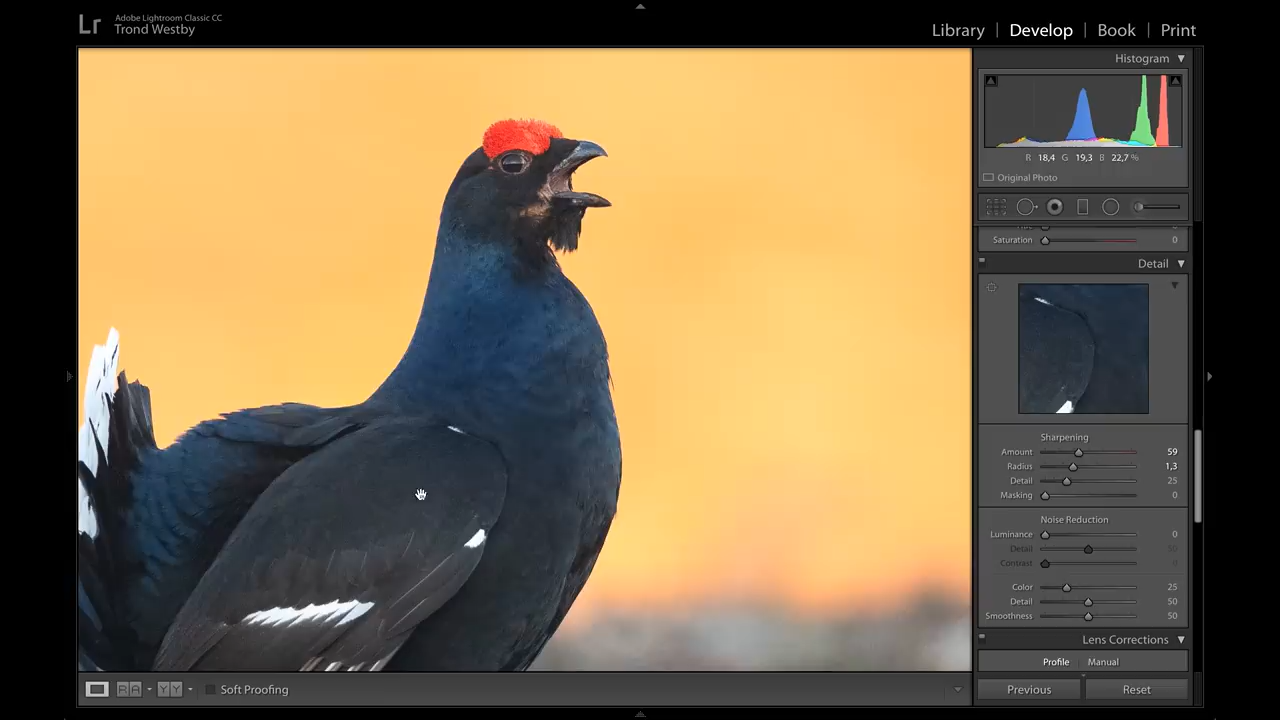 Lr
Adobe Lightroom Classic CC
Trond Westby
Library | Develop | Book | Print
Histogram
R 18,4 G 19,3 B 22,7 %
Original Photo
Saturation 0
Detail
Sharpening
Amount 59
Radius 1,3
Detail 25
Masking 0
Noise Reduction
Luminance 0
Detail 50
Contrast 0
Color 25
Detail 50
Smoothness 50
Lens Corrections
Profile Manual
Previous Reset
R A Y Y Soft Proofing